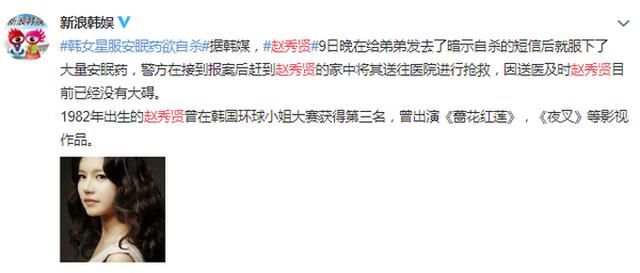 新浪韩娱
新浪韩娱
#韩女星服安眠药欲自杀#据韩媒，赵秀贤9日晚在给弟弟发去了暗示自杀的短信后就服下了
大量安眠药，警方在接到报案后赶到赵秀贤的家中将其送往医院进行抢救，因送医及时赵秀贤目
前已经没有大碍。
1982年出生的赵秀贤曾在韩国环球小姐大赛获得第三名，曾出演《蔷花红莲》，《夜叉》等影视
作品。